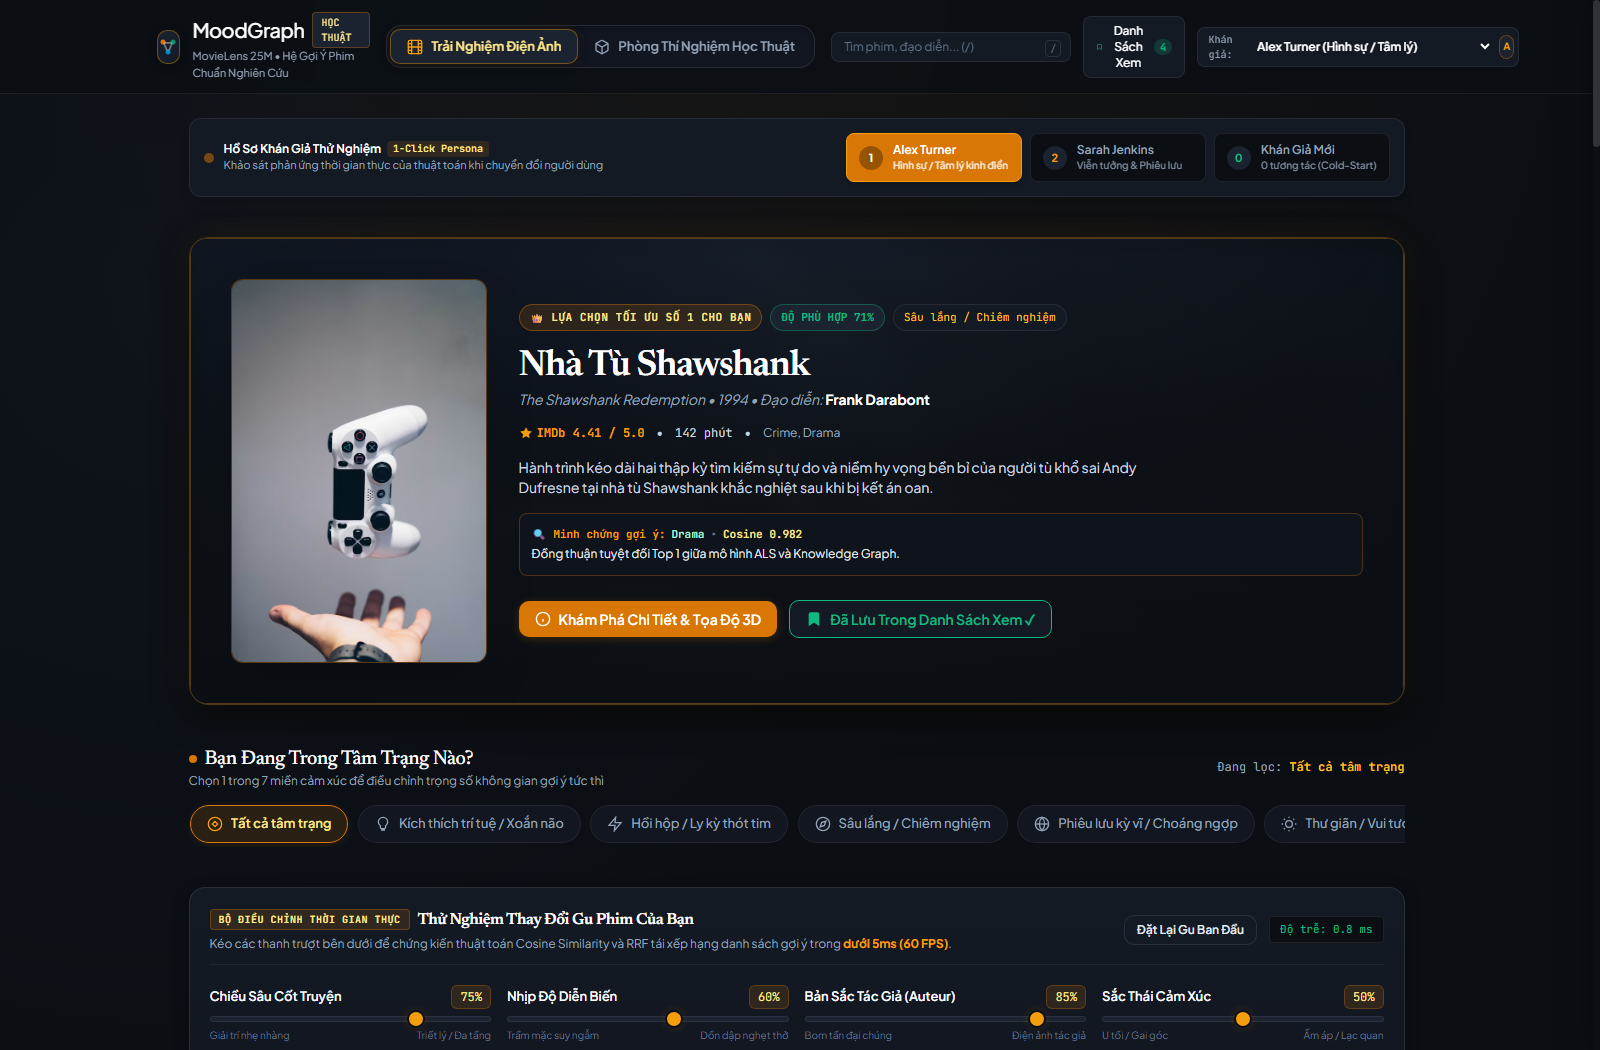 MoodGraph
HỌC
THUẬT
MovieLens 25M • Hệ Gợi Ý Phim
Chuẩn Nghiên Cứu
Trải Nghiệm Điện Ảnh
Phòng Thí Nghiệm Học Thuật
Tìm phim, đạo diễn... (/)
/
Danh
Sách
Xem
4
Khán
giả:
Alex Turner (Hình sự / Tâm lý)
A
Hồ Sơ Khán Giả Thử Nghiệm
1-Click Persona
Khảo sát phản ứng thời gian thực của thuật toán khi chuyển đổi người dùng
1
Alex Turner
Hình sự / Tâm lý kinh điển
2
Sarah Jenkins
Viễn tưởng & Phiêu lưu
0
Khán Giả Mới
0 tương tác (Cold-Start)
LỰA CHỌN TỐI ƯU SỐ 1 CHO BẠN
ĐỘ PHÙ HỢP 71%
Sâu lắng / Chiêm nghiệm
Nhà Tù Shawshank
The Shawshank Redemption • 1994 • Đạo diễn: Frank Darabont
★ IMDb 4.41 / 5.0 • 142 phút • Crime, Drama
Hành trình kéo dài hai thập kỷ tìm kiếm sự tự do và niềm hy vọng bền bỉ của người tù khổ sai Andy
Dufresne tại nhà tù Shawshank khắc nghiệt sau khi bị kết án oan.
Minh chứng gợi ý: Drama · Cosine 0.982
Đồng thuận tuyệt đối Top 1 giữa mô hình ALS và Knowledge Graph.
Khám Phá Chi Tiết & Tọa Độ 3D
Đã Lưu Trong Danh Sách Xem ✓
Bạn Đang Trong Tâm Trạng Nào?
Chọn 1 trong 7 miền cảm xúc để điều chỉnh trọng số không gian gợi ý tức thì
Đang lọc: Tất cả tâm trạng
Tất cả tâm trạng
Kích thích trí tuệ / Xoắn não
Hồi hộp / Ly kỳ thót tim
Sâu lắng / Chiêm nghiệm
Phiêu lưu kỳ vĩ / Choáng ngợp
Thư giãn / Vui tươ
BỘ ĐIỀU CHỈNH THỜI GIAN THỰC
Thử Nghiệm Thay Đổi Gu Phim Của Bạn
Kéo các thanh trượt bên dưới để chứng kiến thuật toán Cosine Similarity và RRF tái xếp hạng danh sách gợi ý trong dưới 5ms (60 FPS).
Đặt Lại Gu Ban Đầu
Độ trễ: 0.8 ms
Chiều Sâu Cốt Truyện
75%
Nhịp Độ Diễn Biến
60%
Bản Sắc Tác Giả (Auteur)
85%
Sắc Thái Cảm Xúc
50%
Giải trí nhẹ nhàng
Triết lý / Đa tầng
Trầm mặc suy ngẫm
Dồn dập nghẹt thở
Bom tấn đại chúng
Điện ảnh tác giả
U tối / Gai góc
Ấm áp / Lạc quan